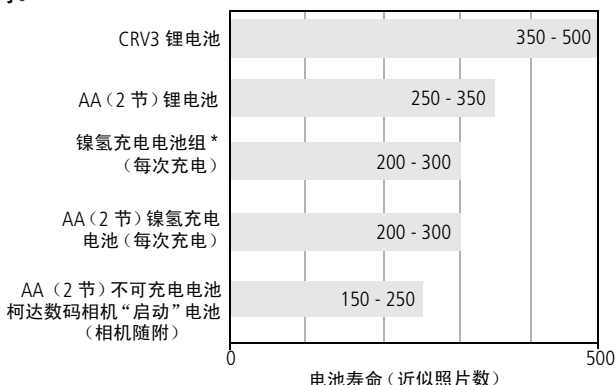 CRV3 锂电池
350 - 500
AA（2 节）锂电池
250 - 350
镍氢充电电池组 *
（每次充电）
200 - 300
AA（2 节）镍氢充电
电池（每次充电）
200 - 300
AA （2 节）不可充电电池
柯达数码相机“启动”电池
（相机随附）
150 - 250
0
500
电池寿命（近似照片数）